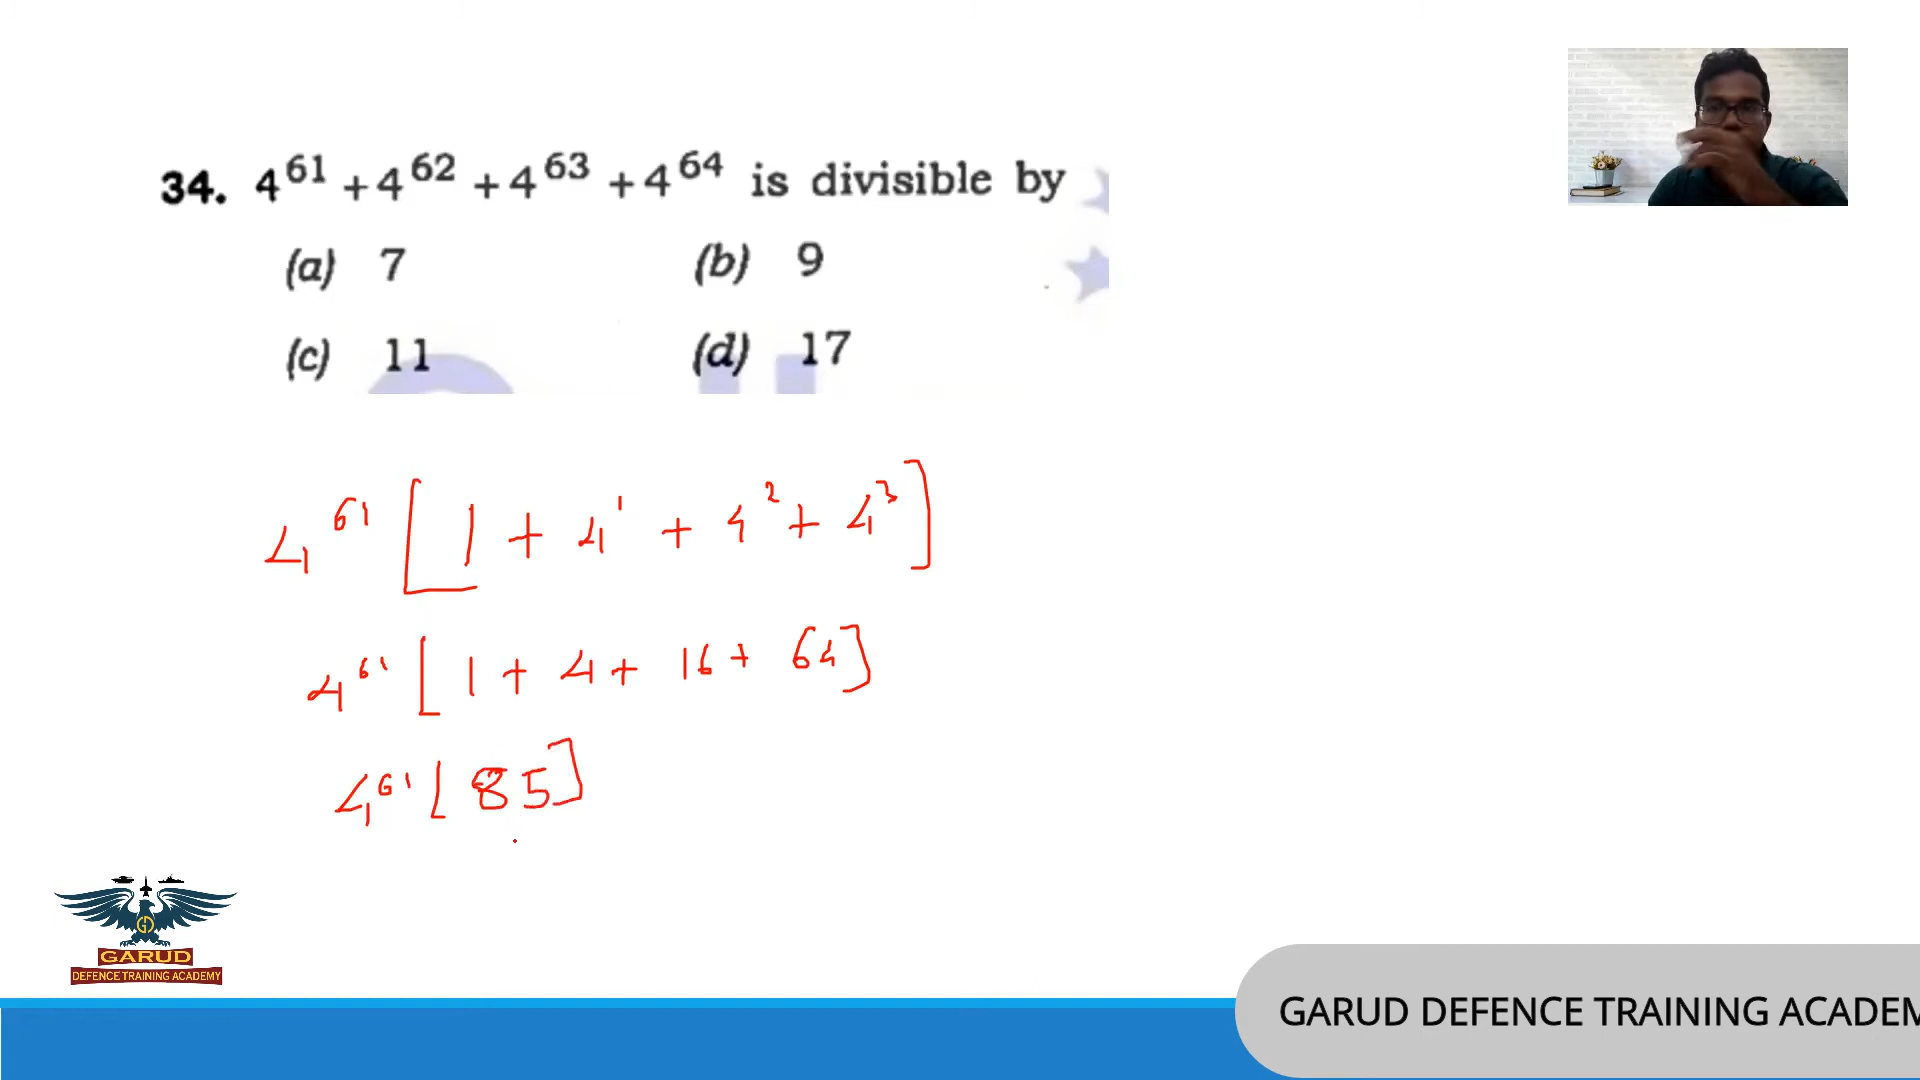 34. 4^61 + 4^62 + 4^63 + 4^64 is divisible by
(a) 7 (b) 9
(c) 11 (d) 17
4^61 [ 1 + 4^1 + 4^2 + 4^3 ]
4^61 [ 1 + 4 + 16 + 64 ]
4^61 [ 85 ]
GD
GARUD
DEFENCE TRAINING ACADEMY
GARUD DEFENCE TRAINING ACADEM